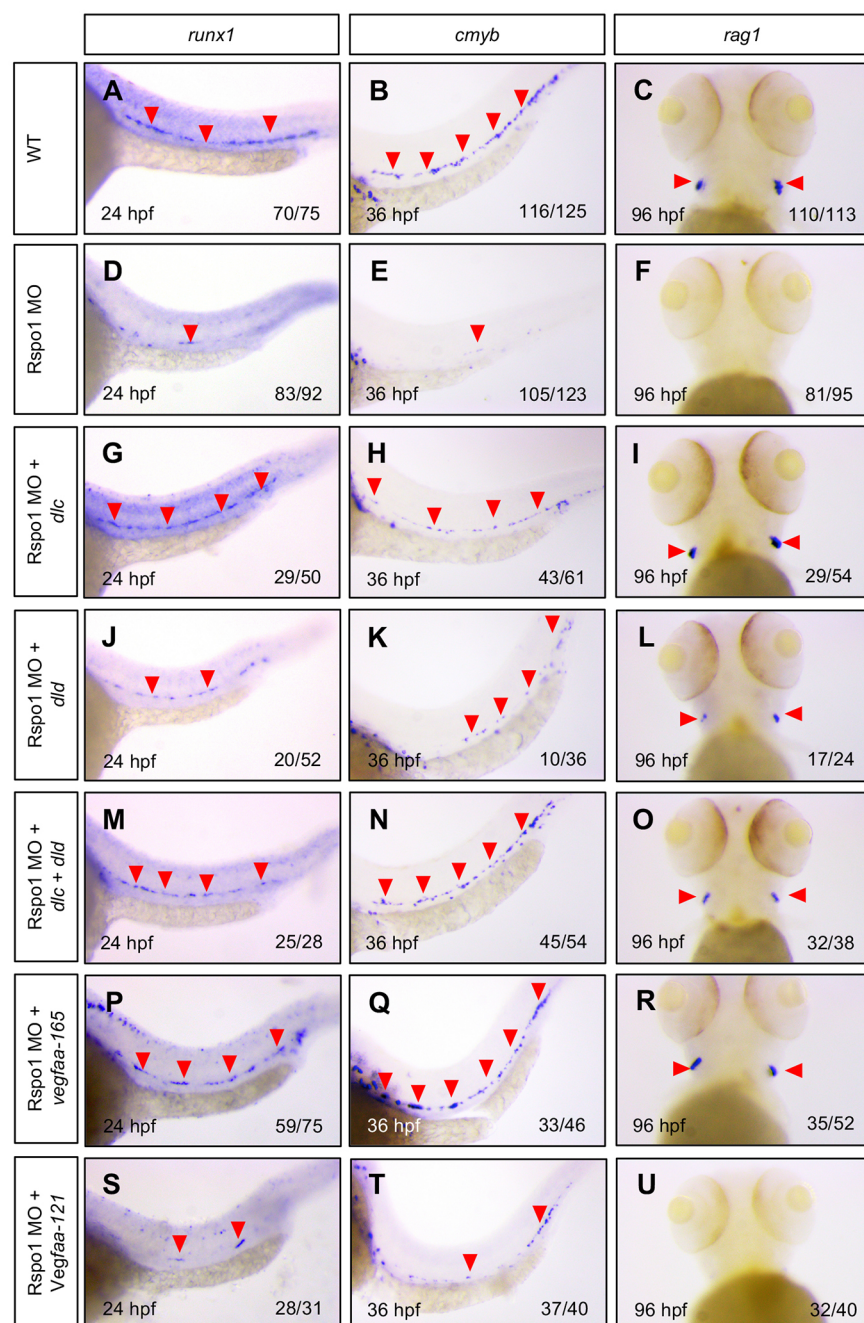 runx1 cmyb rag1
WT
A
24 hpf 70/75
B
36 hpf 116/125
C
96 hpf 110/113
Rspo1 MO
D
24 hpf 83/92
E
36 hpf 105/123
F
96 hpf 81/95
Rspo1 MO +
dlc
G
24 hpf 29/50
H
36 hpf 43/61
I
96 hpf 29/54
Rspo1 MO +
dld
J
24 hpf 20/52
K
36 hpf 10/36
L
96 hpf 17/24
Rspo1 MO +
dlc + dld
M
24 hpf 25/28
N
36 hpf 45/54
O
96 hpf 32/38
Rspo1 MO +
vegfaa-165
P
24 hpf 59/75
Q
36 hpf 33/46
R
96 hpf 35/52
Rspo1 MO +
Vegfaa-121
S
24 hpf 28/31
T
36 hpf 37/40
U
96 hpf 32/40